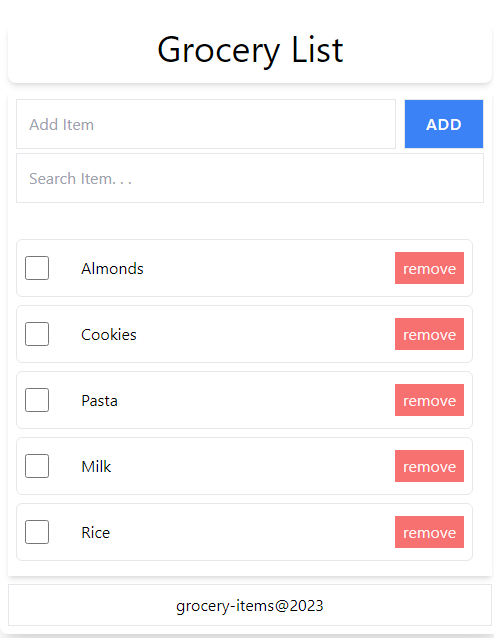 Grocery List
Add Item ADD
Search Item. . .
Almonds remove
Cookies remove
Pasta remove
Milk remove
Rice remove
grocery-items@2023